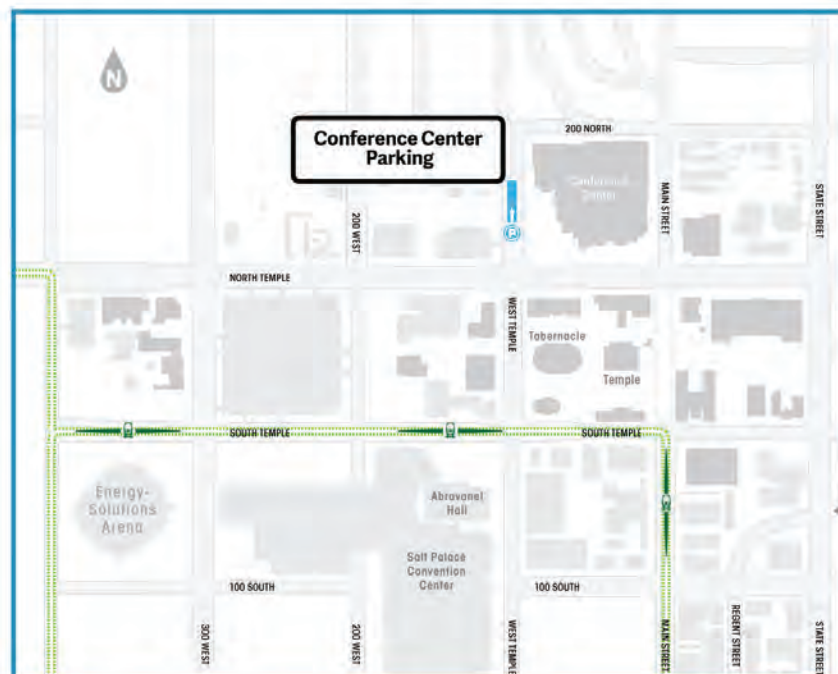 N
Conference Center
Parking
200 NORTH
Conference
Center
200 WEST
MAIN STREET
STATE STREET
P
NORTH TEMPLE
WEST TEMPLE
Tabernacle
Temple
SOUTH TEMPLE
SOUTH TEMPLE
Energy-
Solutions
Arena
Abravanel
Hall
Salt Palace
Convention
Center
100 SOUTH
100 SOUTH
300 WEST
200 WEST
WEST TEMPLE
MAIN STREET
REGENT STREET
STATE STREET